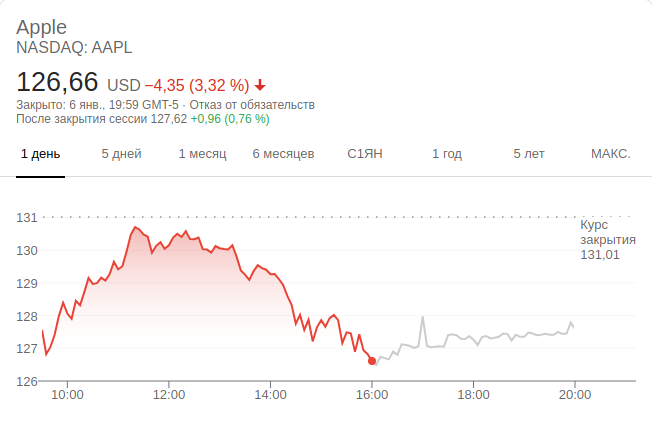 Apple
NASDAQ: AAPL
126,66 USD −4,35 (3,32 %)
Закрыто: 6 янв., 19:59 GMT-5 · Отказ от обязательств
После закрытия сессии 127,62 +0,96 (0,76 %)
1 день 5 дней 1 месяц 6 месяцев С1ЯН 1 год 5 лет МАКС.
131
Курс
закрытия
131,01
130
129
128
127
126
10:00 12:00 14:00 16:00 18:00 20:00